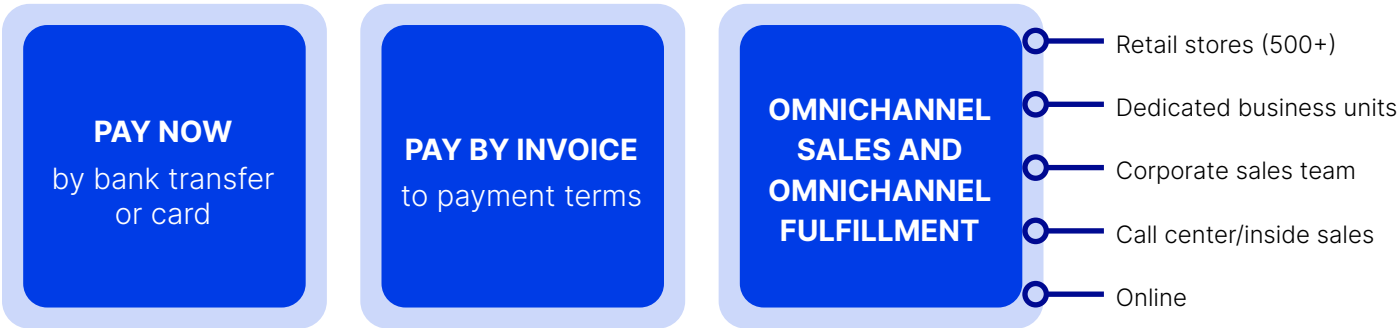 PAY NOW
by bank transfer
or card
PAY BY INVOICE
to payment terms
OMNICHANNEL
SALES AND
OMNICHANNEL
FULFILLMENT
Retail stores (500+)
Dedicated business units
Corporate sales team
Call center/inside sales
Online